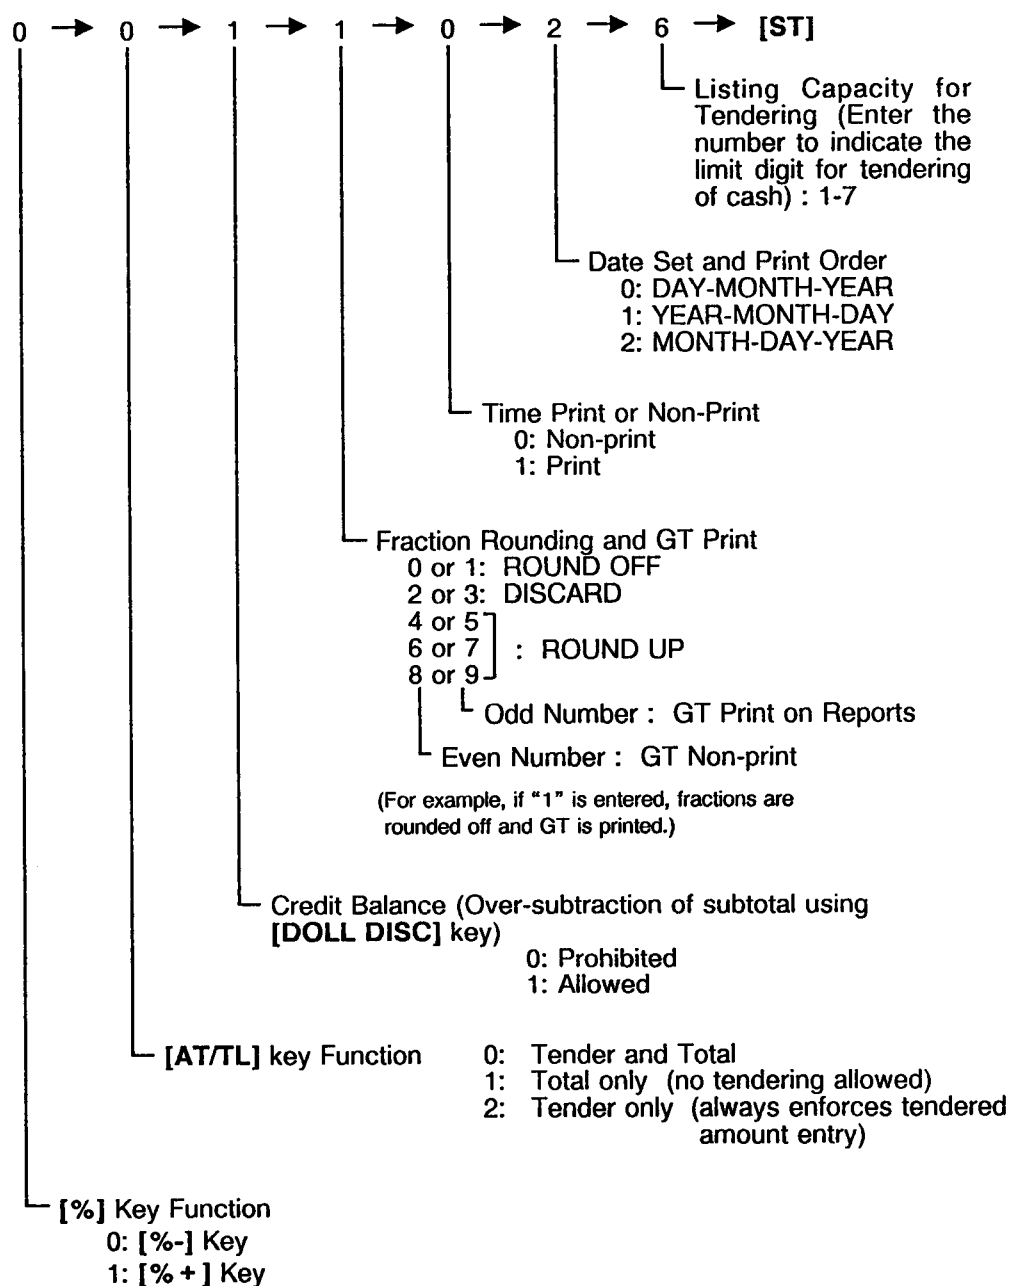 0 → 0 → 1 → 1 → 0 → 2 → 6 → [ST]
Listing Capacity for
Tendering (Enter the
number to indicate the
limit digit for tendering
of cash) : 1-7
Date Set and Print Order
0: DAY-MONTH-YEAR
1: YEAR-MONTH-DAY
2: MONTH-DAY-YEAR
Time Print or Non-Print
0: Non-print
1: Print
Fraction Rounding and GT Print
0 or 1: ROUND OFF
2 or 3: DISCARD
4 or 5
6 or 7 : ROUND UP
8 or 9
Odd Number : GT Print on Reports
Even Number : GT Non-print
(For example, if "1" is entered, fractions are
rounded off and GT is printed.)
Credit Balance (Over-subtraction of subtotal using
[DOLL DISC] key)
0: Prohibited
1: Allowed
[AT/TL] key Function 0: Tender and Total
1: Total only (no tendering allowed)
2: Tender only (always enforces tendered
amount entry)
[%] Key Function
0: [%-] Key
1: [% + ] Key